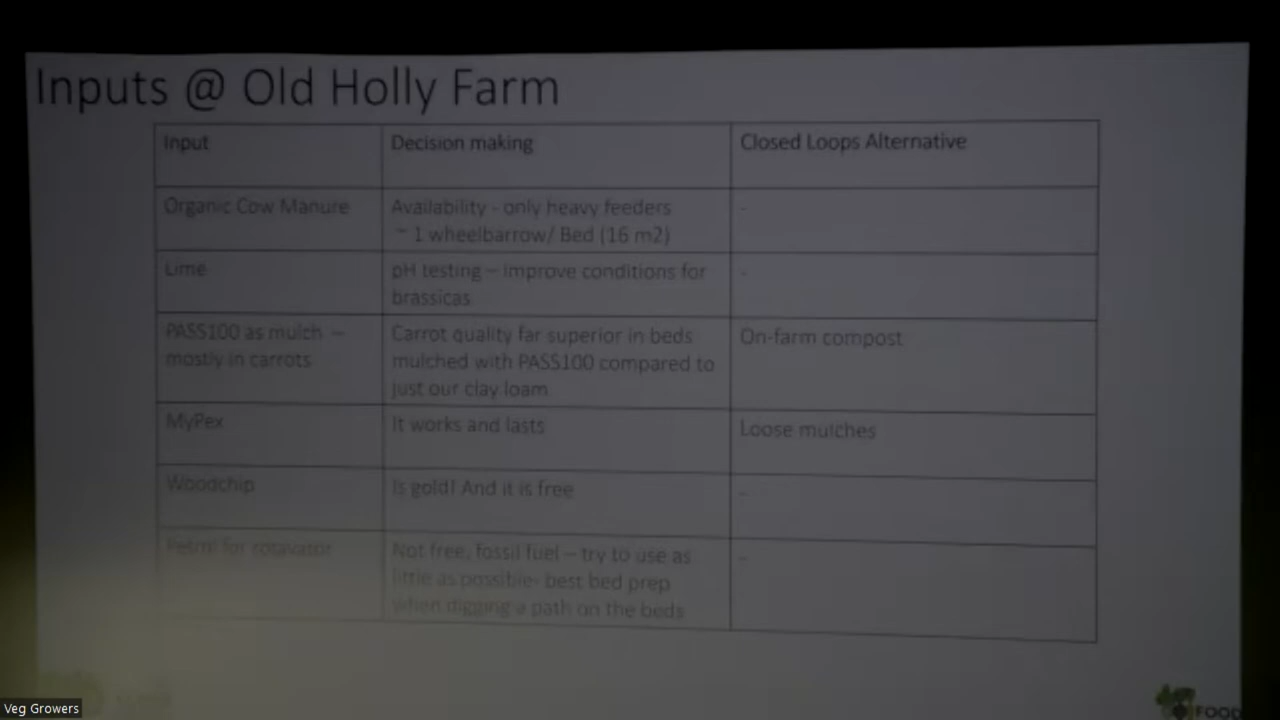 Inputs @ Old Holly Farm
Input
Decision making
Closed Loops Alternative
Organic Cow Manure
Availability - only heavy feeders
~ 1 wheelbarrow/ Bed (16 m2)
-
Lime
pH testing – improve conditions for
brassicas
-
PASS100 as mulch –
mostly in carrots
Carrot quality far superior in beds
mulched with PASS100 compared to
just our clay loam
On-farm compost
MyPex
It works and lasts
Loose mulches
Woodchip
Is gold! And it is free
-
Petrol for rotavator
Not free, fossil fuel – try to use as
little as possible- best bed prep
when digging a path on the beds
-
Veg Growers
FOOD